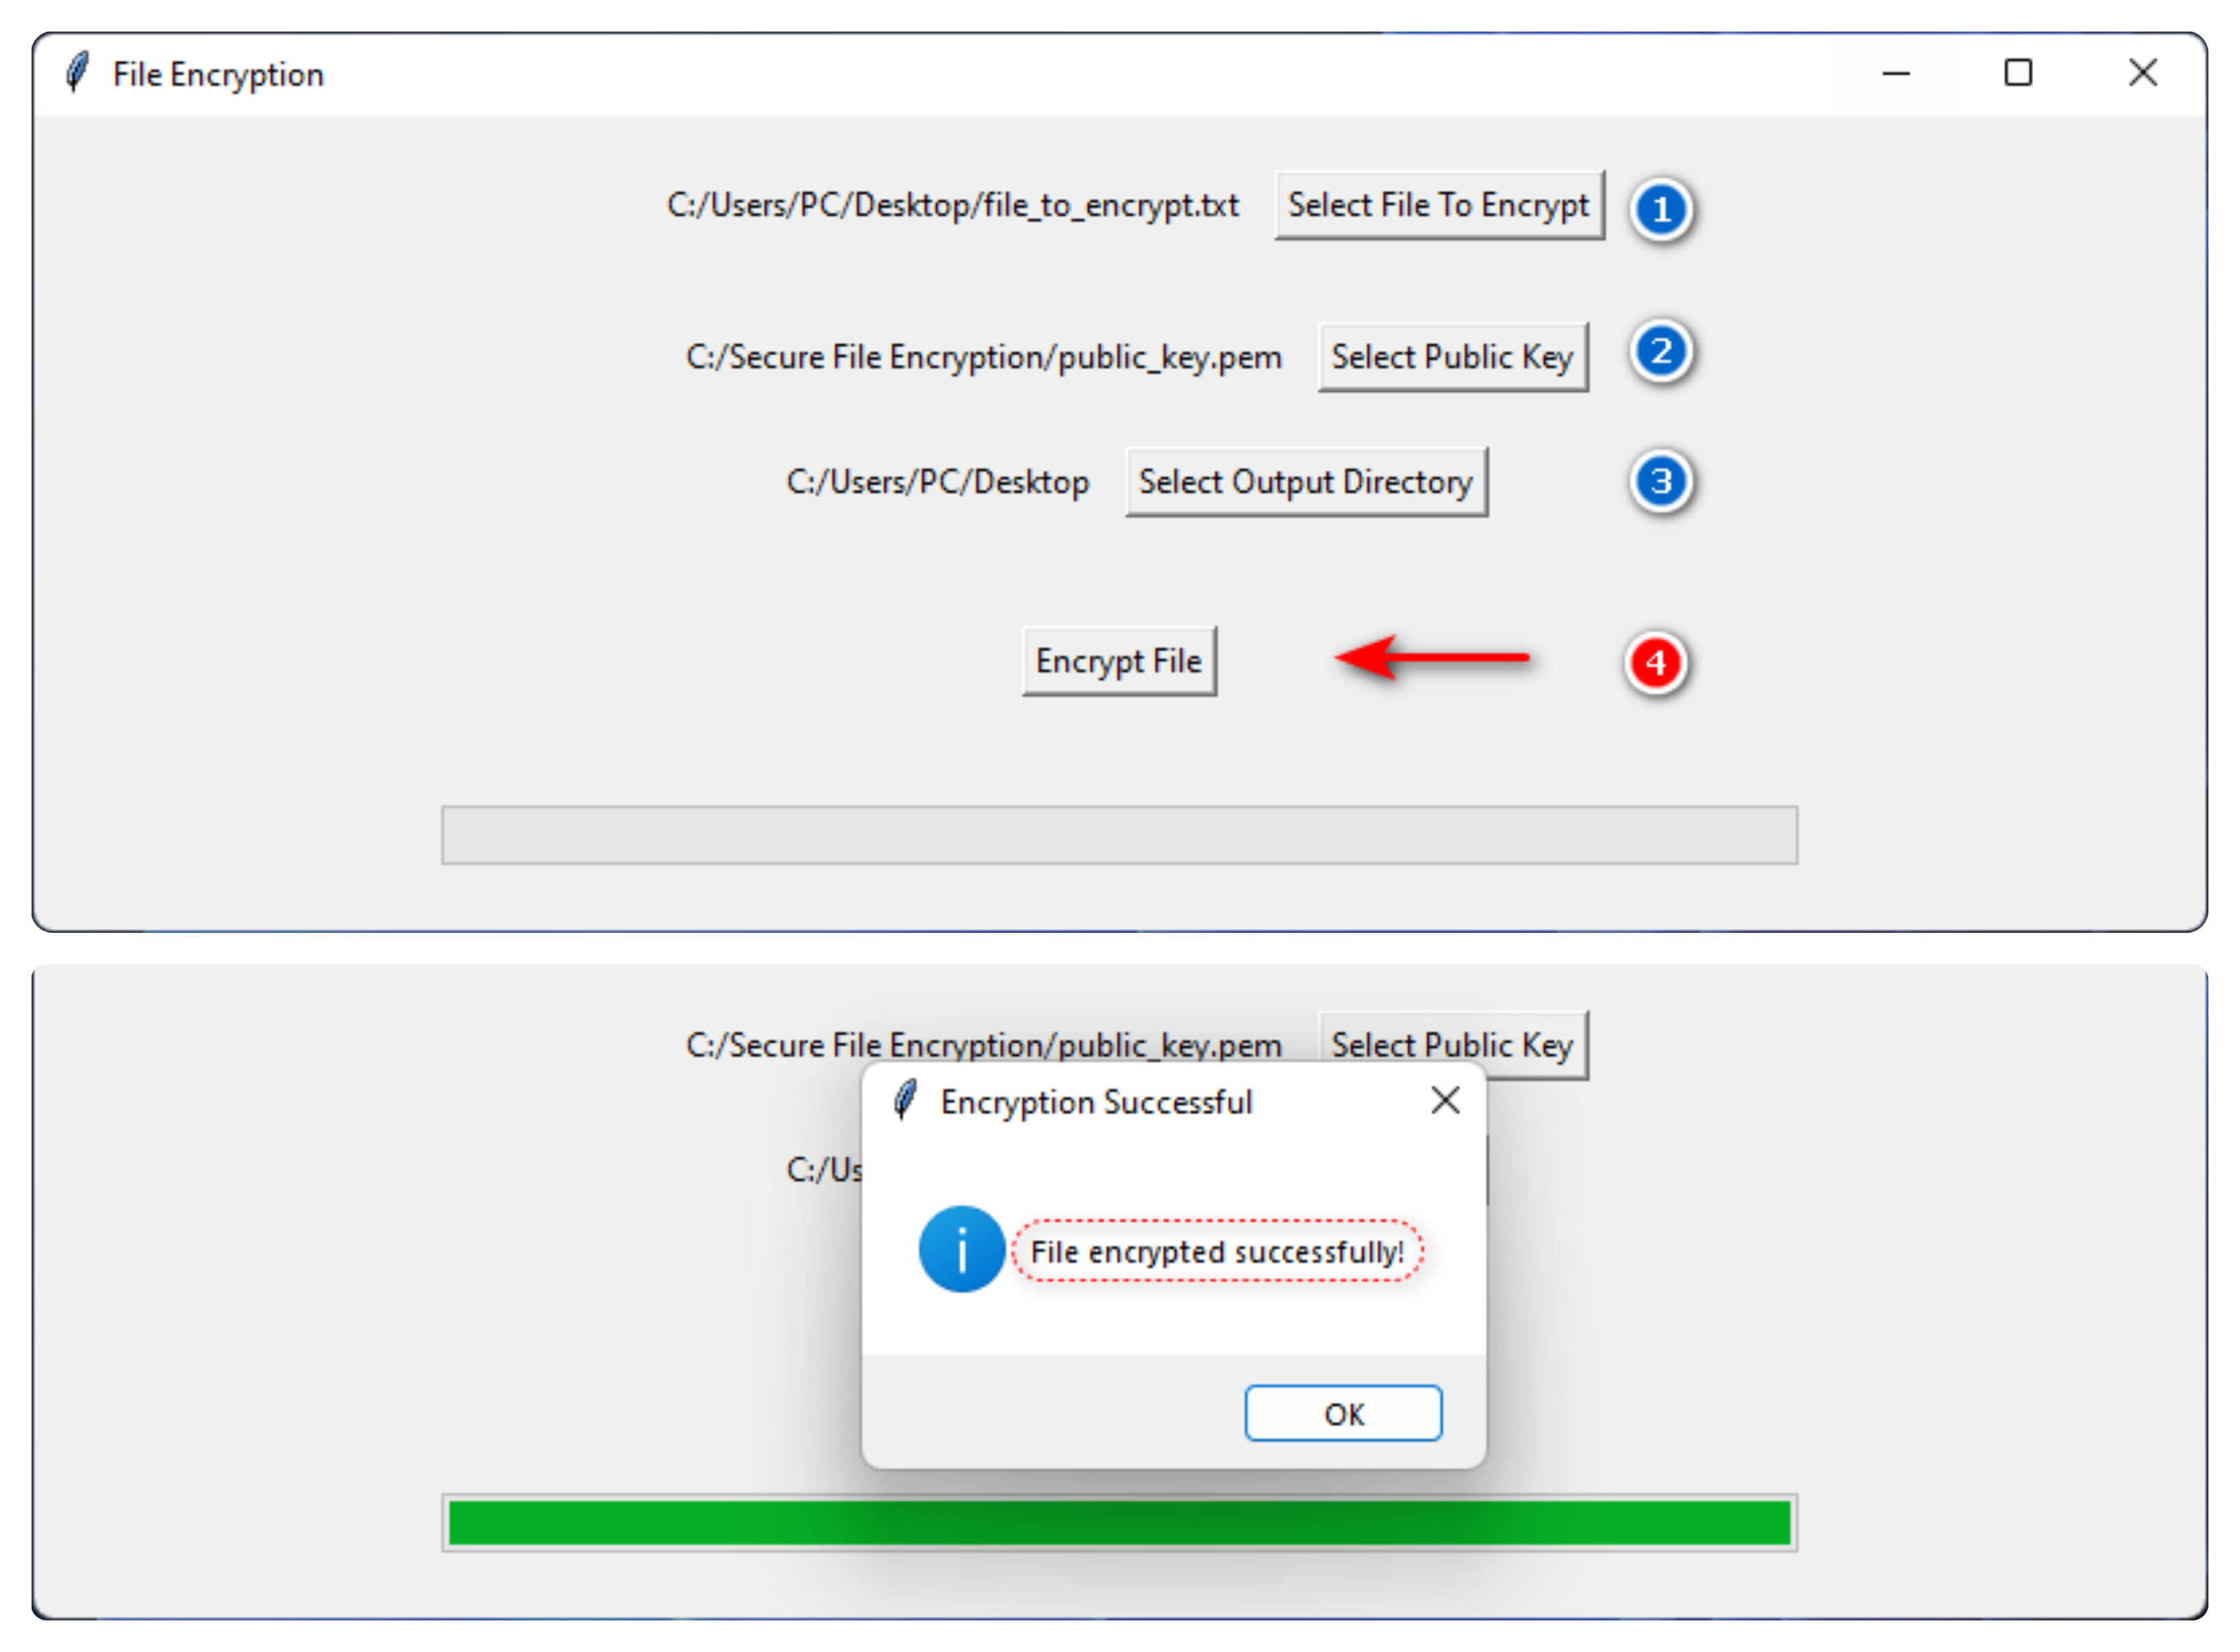 File Encryption
C:/Users/PC/Desktop/file_to_encrypt.txt Select File To Encrypt 1
C:/Secure File Encryption/public_key.pem Select Public Key 2
C:/Users/PC/Desktop Select Output Directory 3
Encrypt File 4
C:/Secure File Encryption/public_key.pem Select Public Key
Encryption Successful
C:/Us
File encrypted successfully!
OK